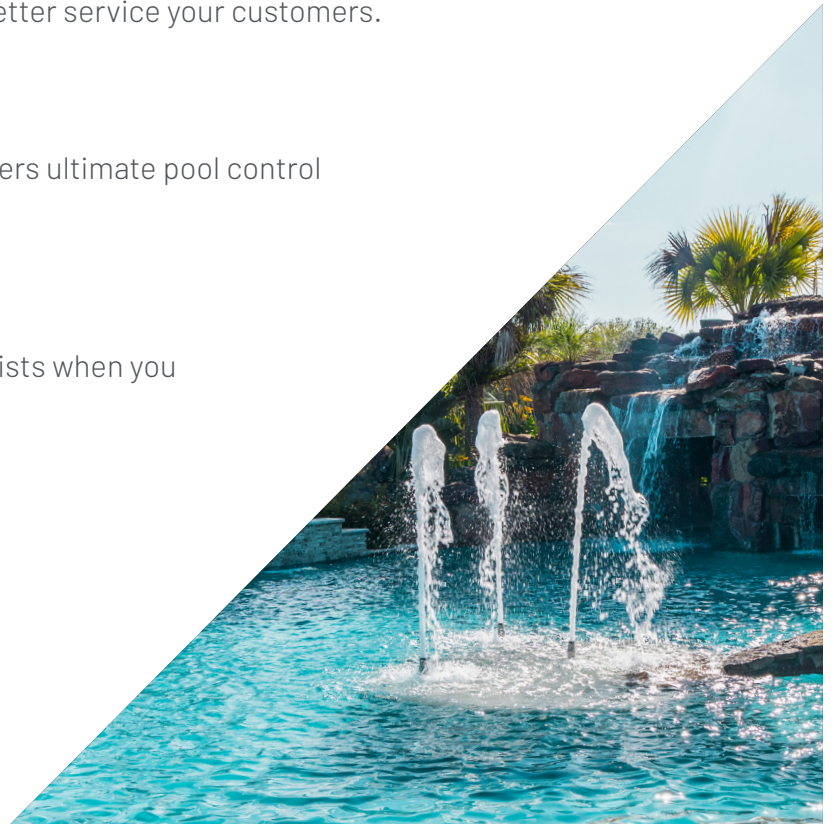 etter service your customers.
ers ultimate pool control
ists when you